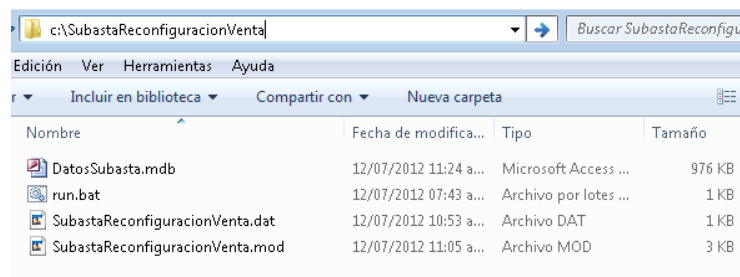 c:\SubastaReconfiguracionVenta Buscar SubastaReconfigu
Edición Ver Herramientas Ayuda
r Incluir en biblioteca Compartir con Nueva carpeta
Nombre Fecha de modifica... Tipo Tamaño
DatosSubasta.mdb 12/07/2012 11:24 a... Microsoft Access ... 976 KB
run.bat 12/07/2012 07:43 a... Archivo por lotes ... 1 KB
SubastaReconfiguracionVenta.dat 12/07/2012 10:53 a... Archivo DAT 1 KB
SubastaReconfiguracionVenta.mod 12/07/2012 11:05 a... Archivo MOD 3 KB